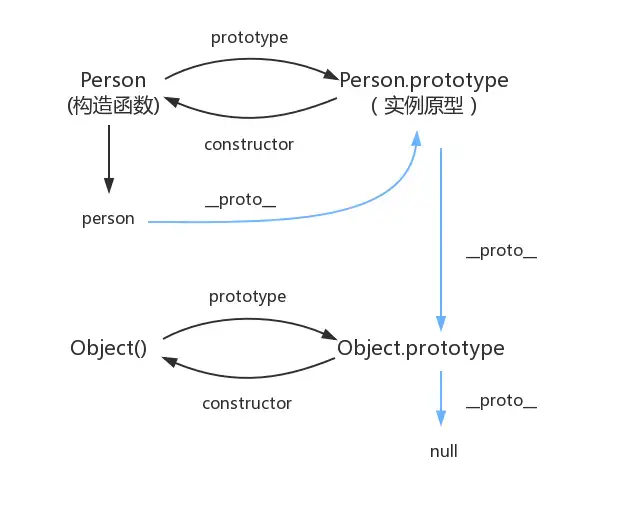 prototype
Person
(构造函数)
Person.prototype
（实例原型）
constructor
__proto__
person
__proto__
prototype
Object()
Object.prototype
constructor
__proto__
null